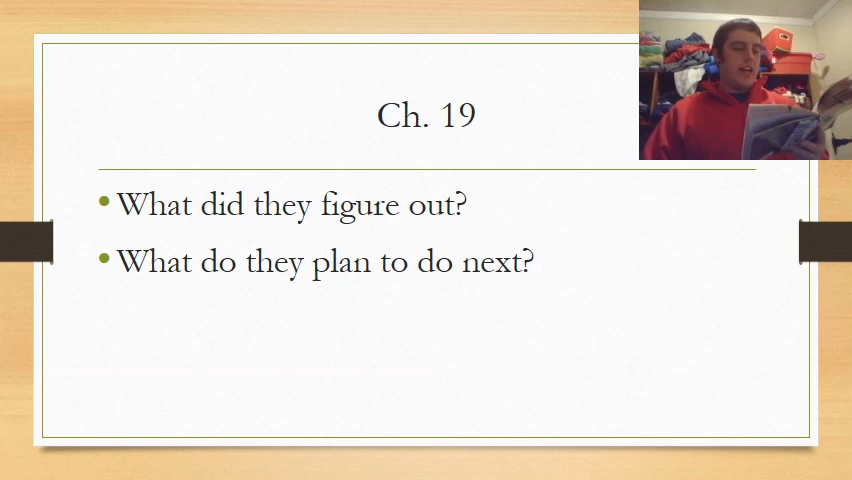 Ch. 19
What did they figure out?
What do they plan to do next?